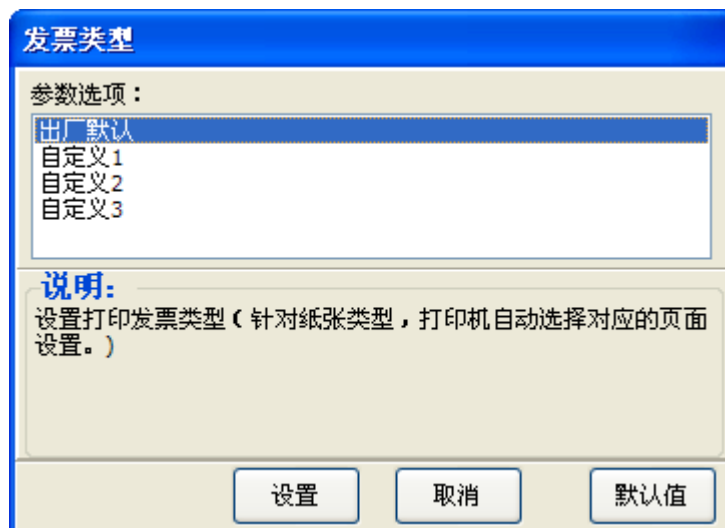 发票类型
参数选项：
出厂默认
自定义1
自定义2
自定义3
说明:
设置打印发票类型（针对纸张类型，打印机自动选择对应的页面
设置。)
设置 取消 默认值